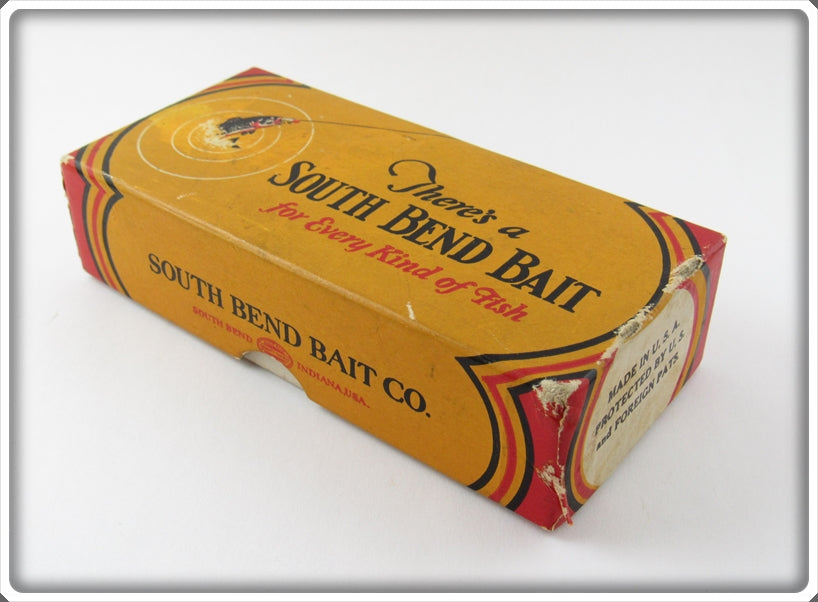 There's a
SOUTH BEND BAIT
for Every Kind of Fish
SOUTH BEND BAIT CO.
SOUTH BEND INDIANA, U.S.A.
MADE IN U. S. A.
PROTECTED BY U. S.
and FOREIGN PATS.